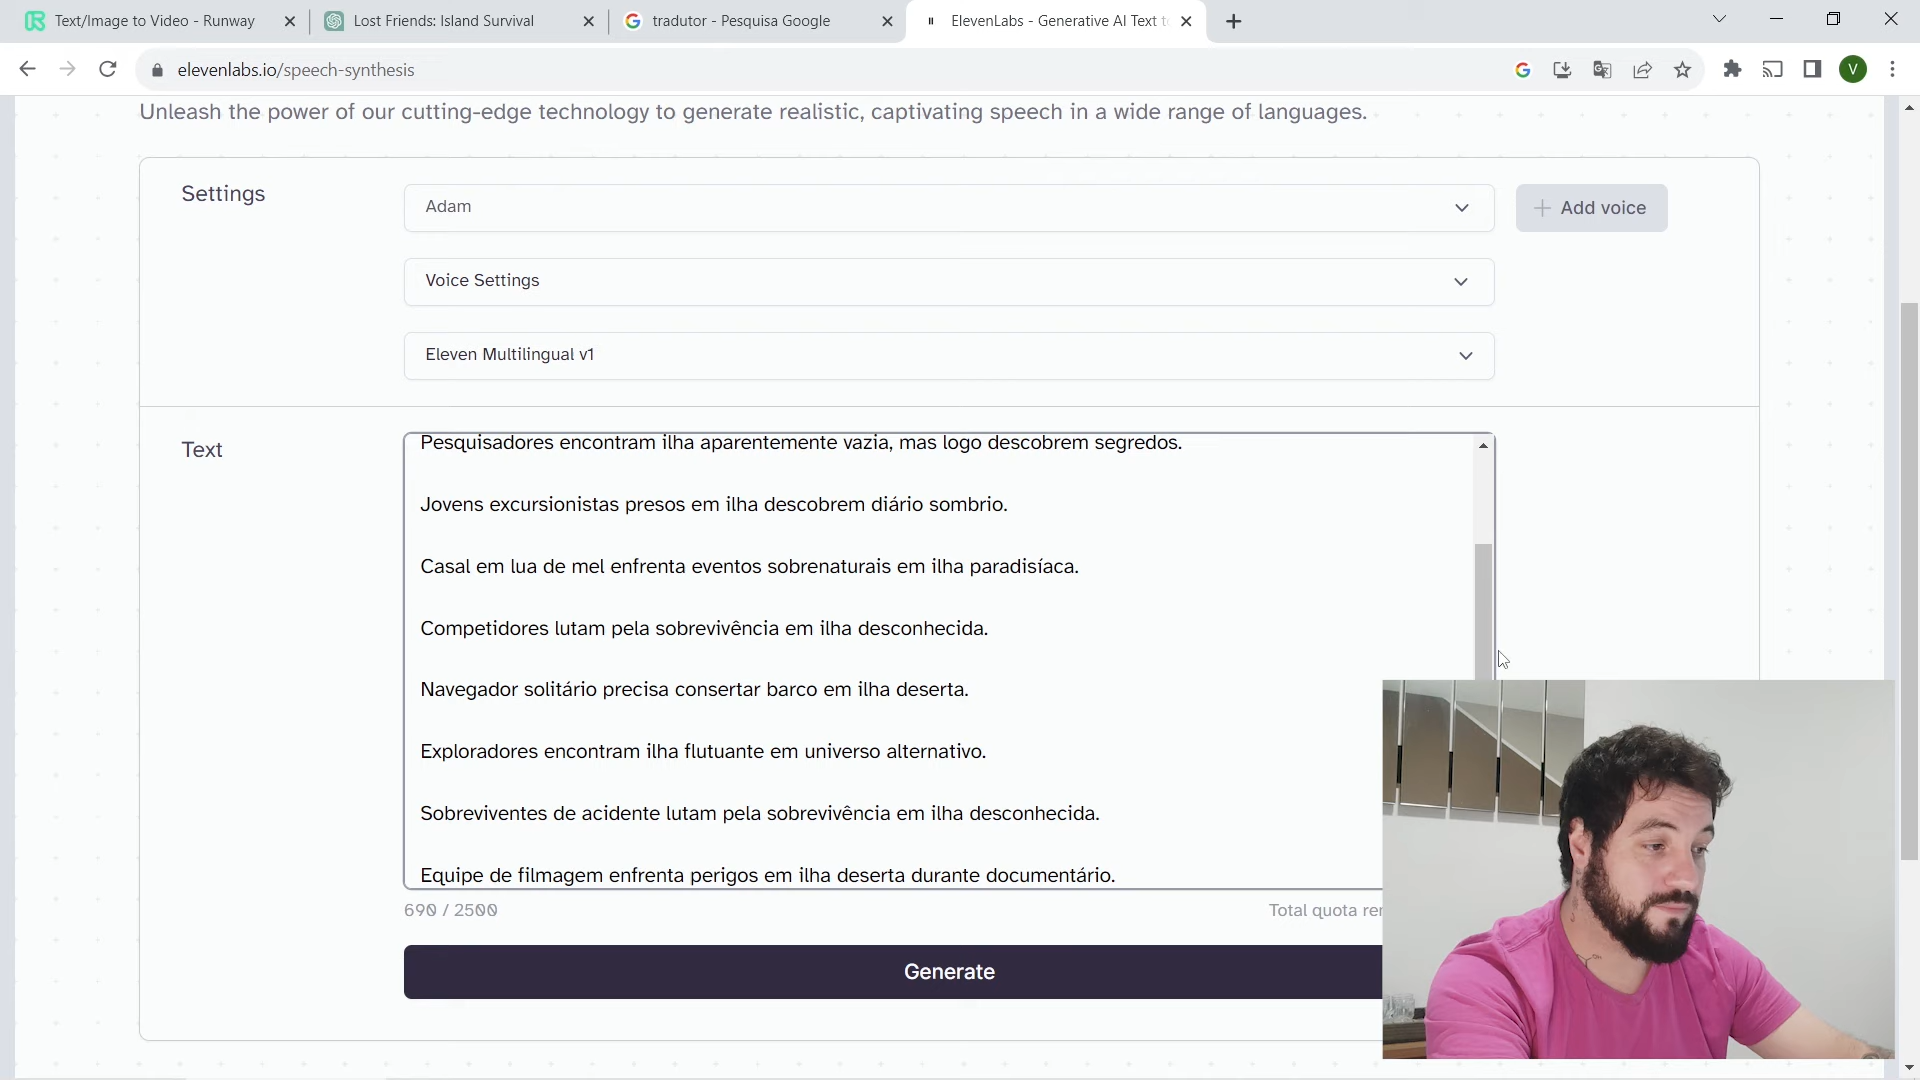 Text/Image to Video - Runway
Lost Friends: Island Survival
tradutor - Pesquisa Google
ElevenLabs - Generative AI Text t
elevenlabs.io/speech-synthesis
V
Unleash the power of our cutting-edge technology to generate realistic, captivating speech in a wide range of languages.
Settings
Adam
+ Add voice
Voice Settings
Eleven Multilingual v1
Text
Pesquisadores encontram ilha aparentemente vazia, mas logo descobrem segredos.
Jovens excursionistas presos em ilha descobrem diário sombrio.
Casal em lua de mel enfrenta eventos sobrenaturais em ilha paradisíaca.
Competidores lutam pela sobrevivência em ilha desconhecida.
Navegador solitário precisa consertar barco em ilha deserta.
Exploradores encontram ilha flutuante em universo alternativo.
Sobreviventes de acidente lutam pela sobrevivência em ilha desconhecida.
Equipe de filmagem enfrenta perigos em ilha deserta durante documentário.
690 / 2500
Total quota rer
Generate